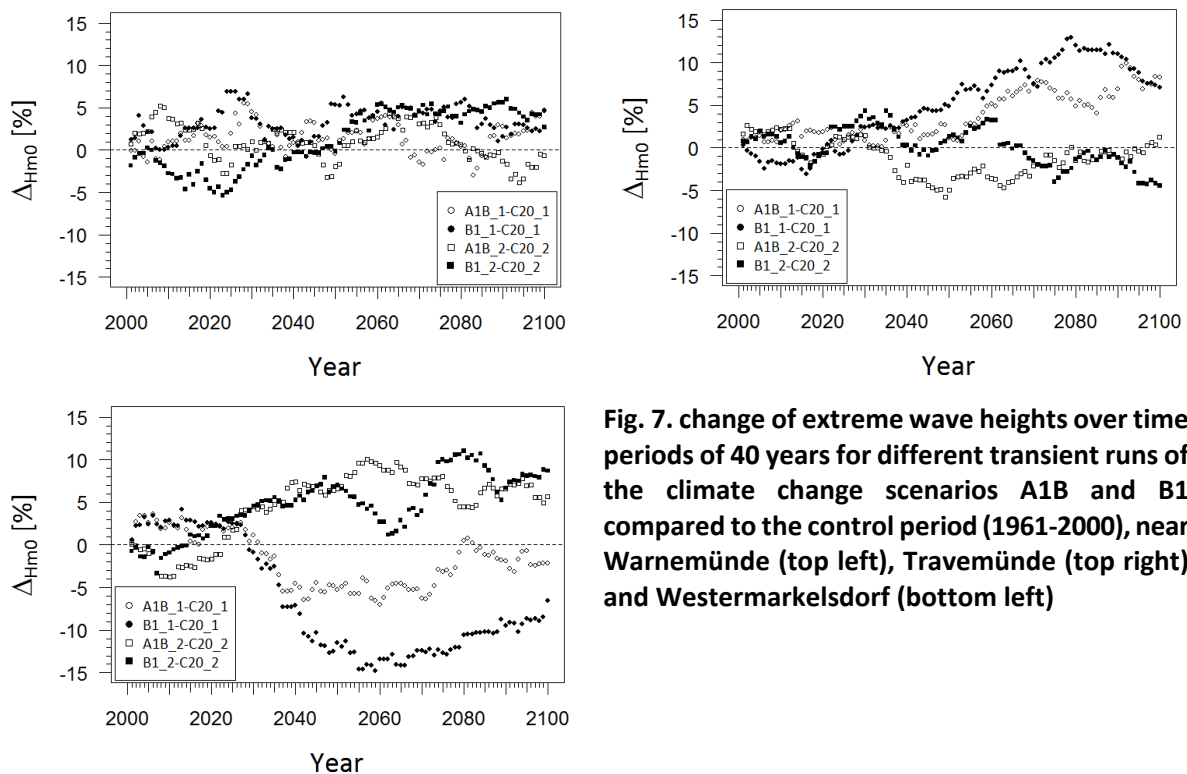 15
10
5
0
-5
-10
-15
ΔHm0 [%]
A1B_1-C20_1
B1_1-C20_1
A1B_2-C20_2
B1_2-C20_2
2000 2020 2040 2060 2080 2100
Year
15
10
5
0
-5
-10
-15
ΔHm0 [%]
A1B_1-C20_1
B1_1-C20_1
A1B_2-C20_2
B1_2-C20_2
2000 2020 2040 2060 2080 2100
Year
15
10
5
0
-5
-10
-15
ΔHm0 [%]
A1B_1-C20_1
B1_1-C20_1
A1B_2-C20_2
B1_2-C20_2
2000 2020 2040 2060 2080 2100
Year
Fig. 7. change of extreme wave heights over time
periods of 40 years for different transient runs of
the climate change scenarios A1B and B1
compared to the control period (1961-2000), near
Warnemünde (top left), Travemünde (top right)
and Westermarkelsdorf (bottom left)